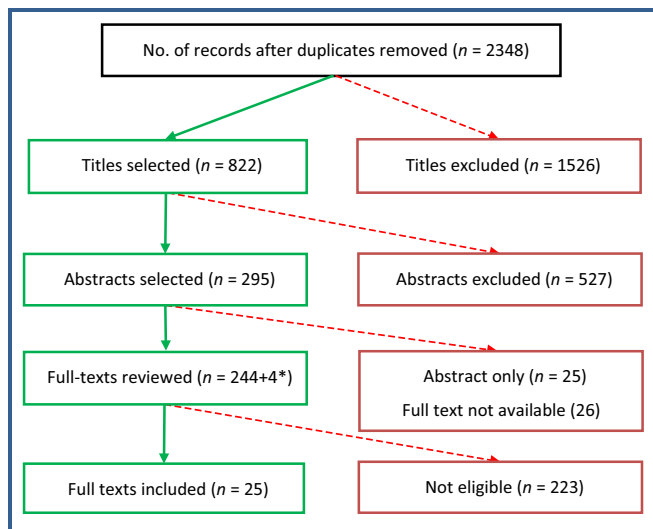 No. of records after duplicates removed (n = 2348)
Titles selected (n = 822)
Titles excluded (n = 1526)
Abstracts selected (n = 295)
Abstracts excluded (n = 527)
Full-texts reviewed (n = 244+4*)
Abstract only (n = 25)
Full text not available (26)
Full texts included (n = 25)
Not eligible (n = 223)